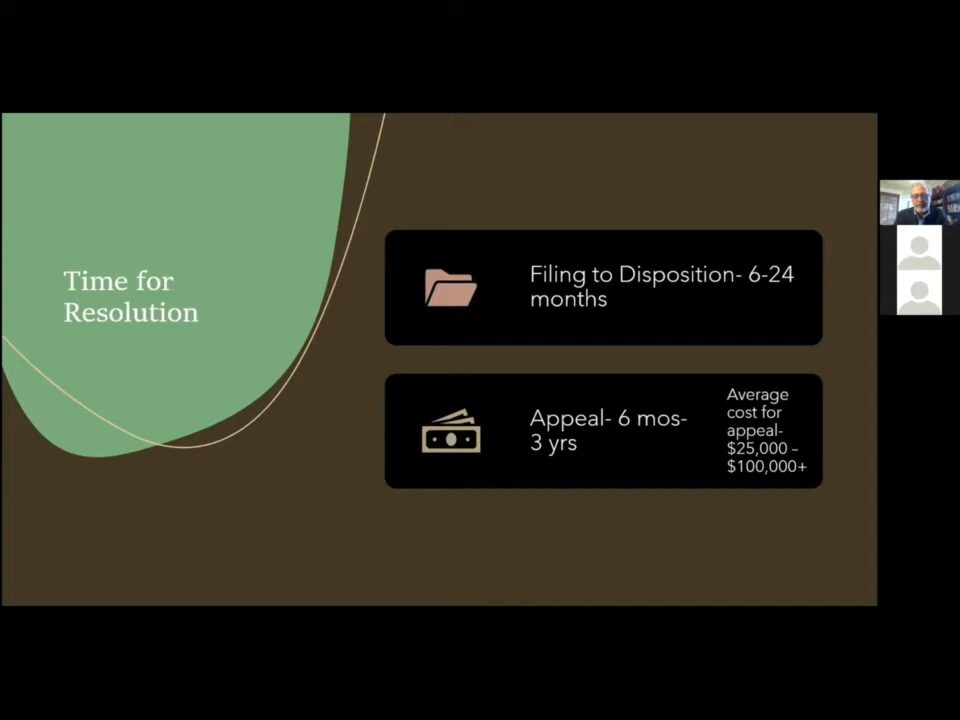 Time for
Resolution
Filing to Disposition- 6-24
months
Appeal- 6 mos-
3 yrs
Average
cost for
appeal-
$25,000 –
$100,000+